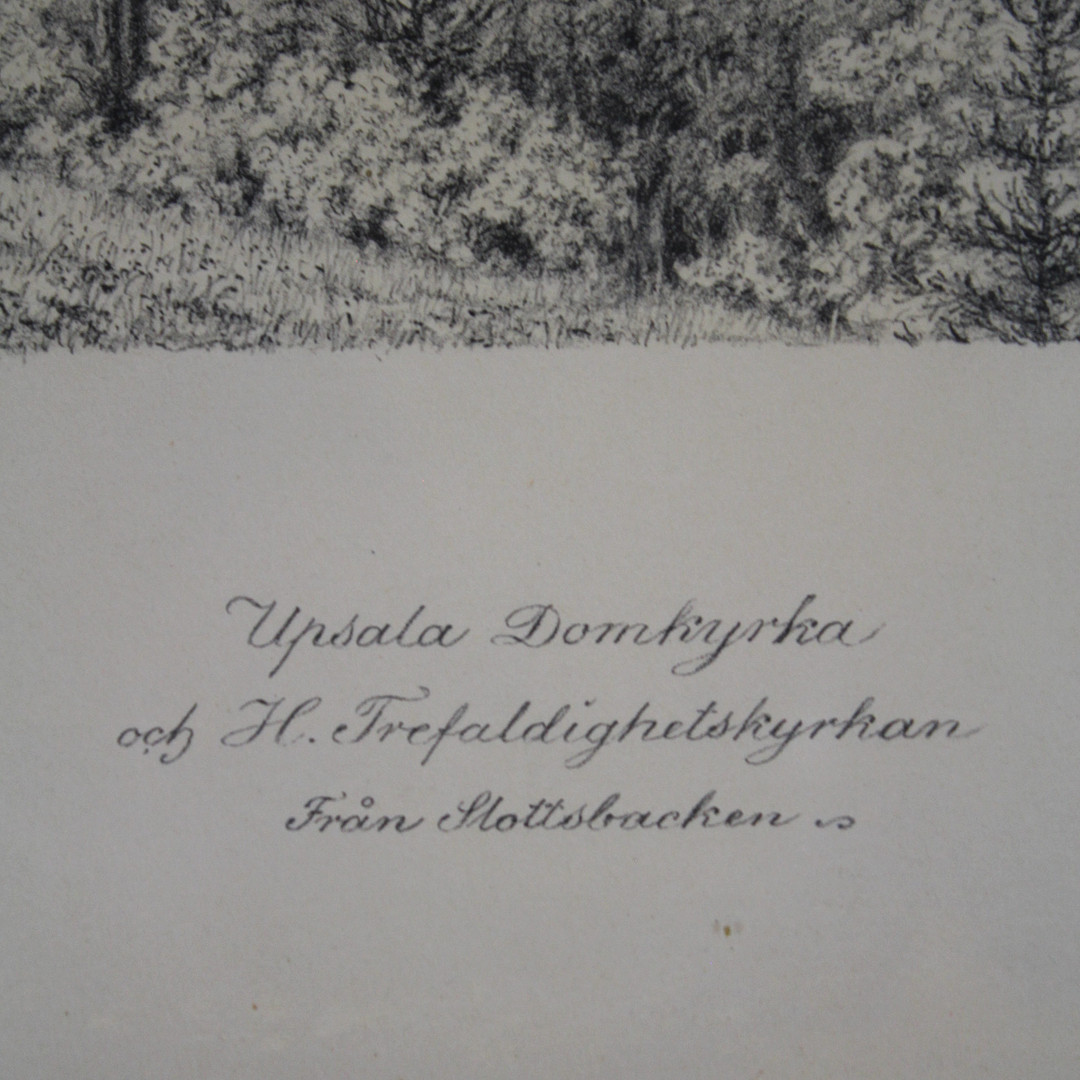 Upsala Domkyrka
och H. Trefaldighetskyrkan
Från Slottsbacken